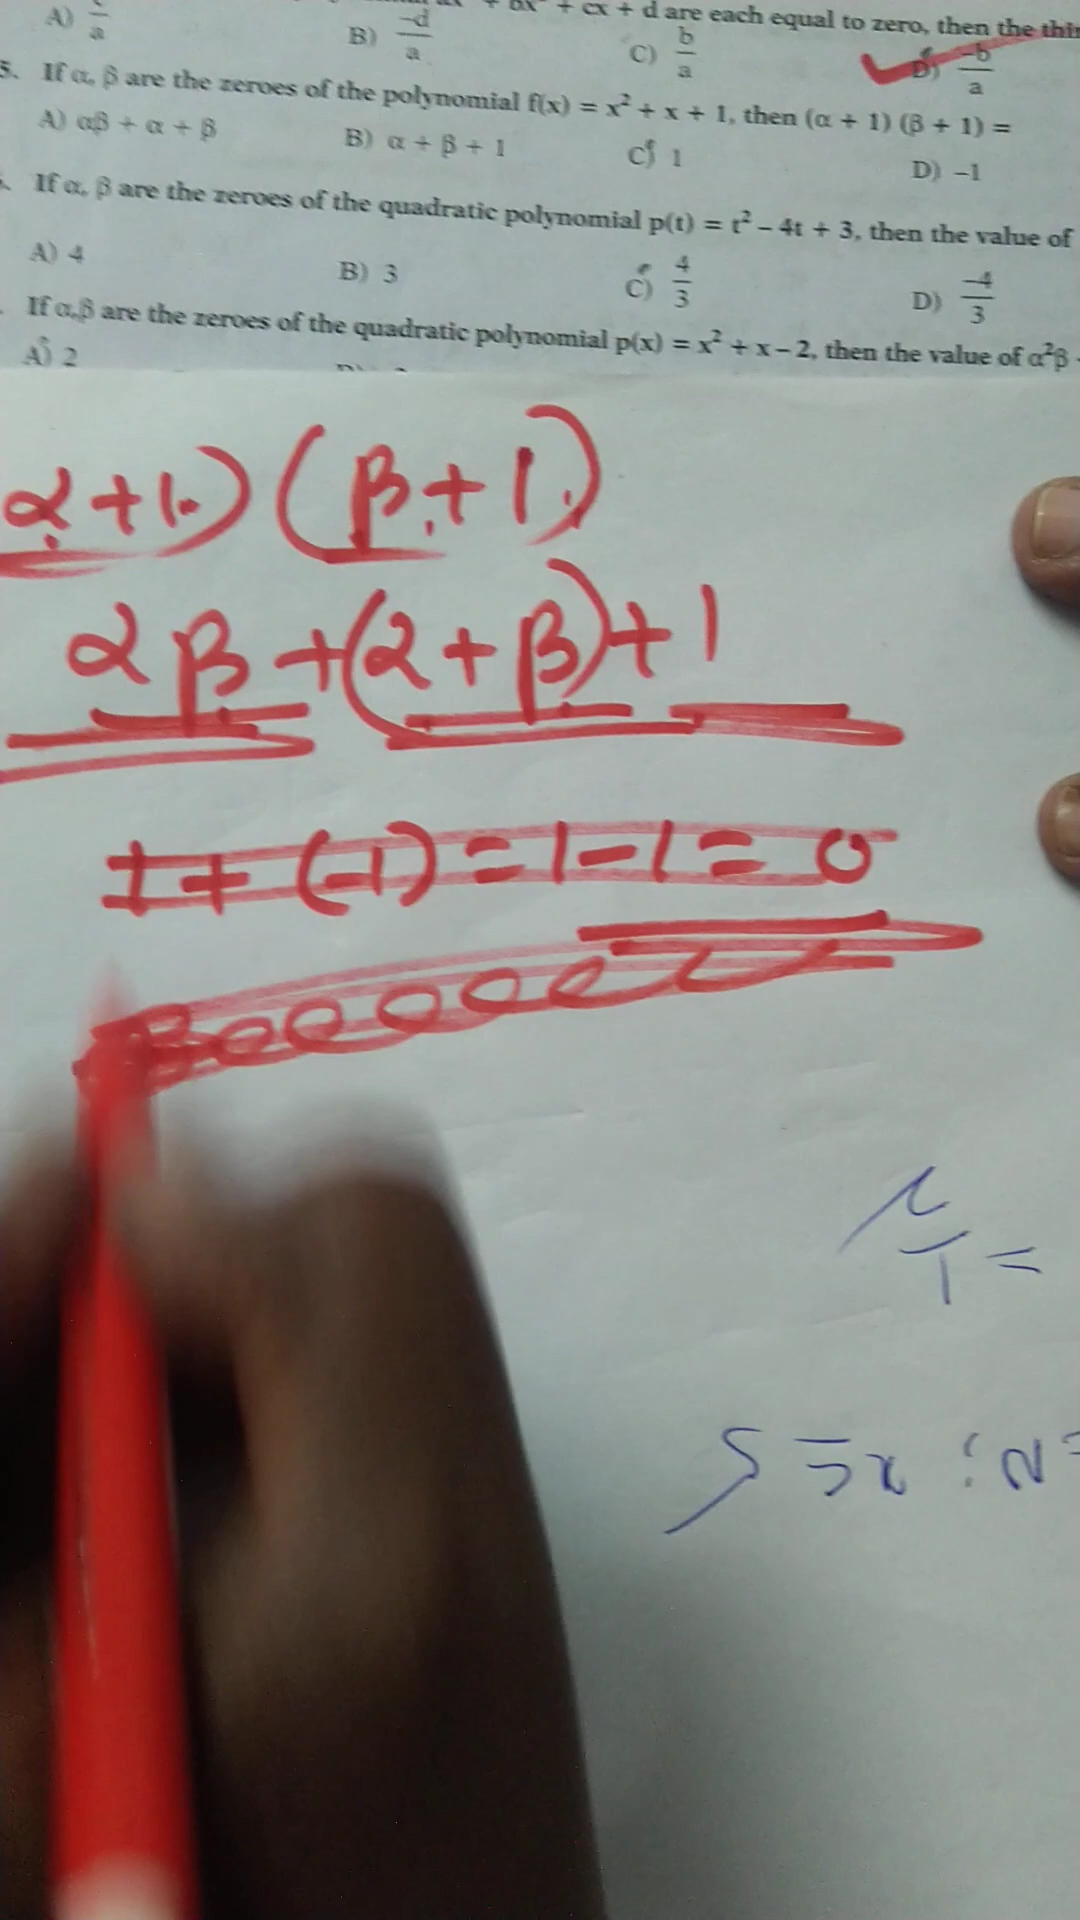 + cx + d are each equal to zero, then the
A) c/a B) -d/a C) b/a D) -b/a
5. If α, β are the zeroes of the polynomial f(x) = x² + x + 1, then (α + 1) (β + 1) =
A) αβ + α + β B) α + β + 1 C) 1 D) –1
If α, β are the zeroes of the quadratic polynomial p(t) = t² – 4t + 3, then the value of
A) 4 B) 3 C) 4/3 D) -4/3
If α,β are the zeroes of the quadratic polynomial p(x) = x² + x – 2, then the value of α²β
A) 2
α+1) (β+1)
αβ +(α+β)+1
1+ (-1) = 1-1 = 0